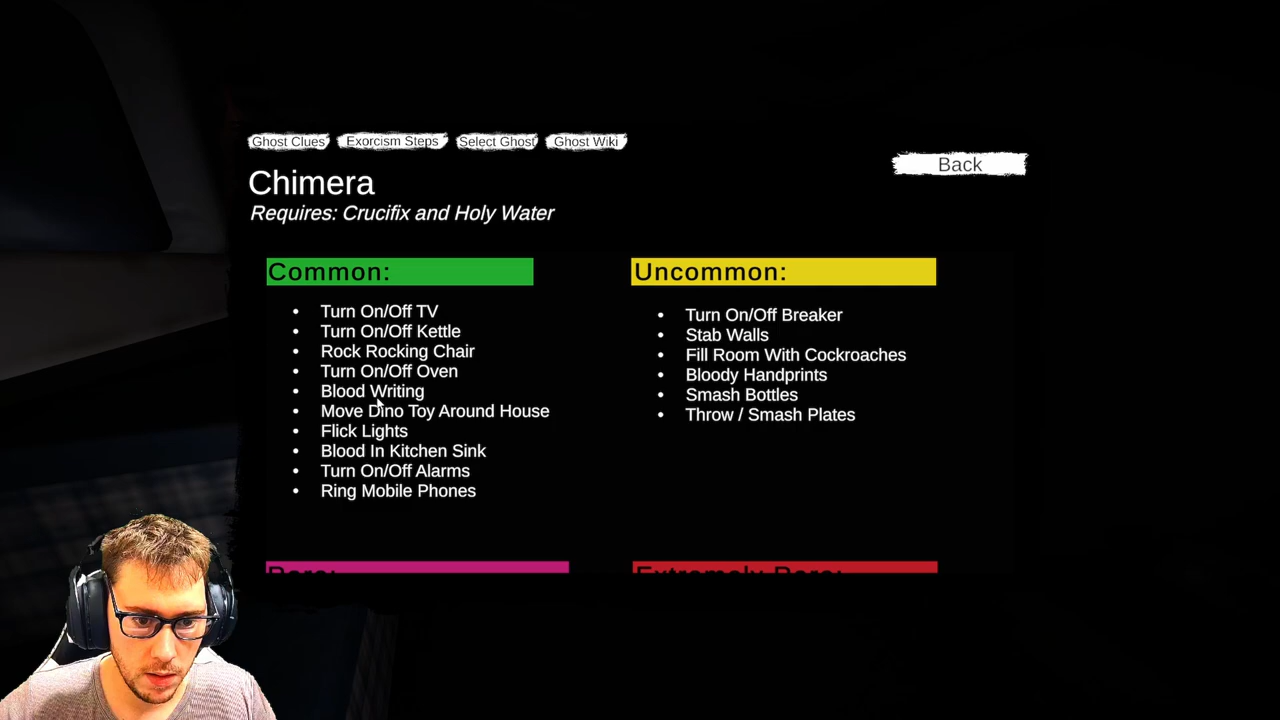 Ghost Clues Exorcism Steps Select Ghost Ghost Wiki
Back
Chimera
Requires: Crucifix and Holy Water
Common:
Turn On/Off TV
Turn On/Off Kettle
Rock Rocking Chair
Turn On/Off Oven
Blood Writing
Move Dino Toy Around House
Flick Lights
Blood In Kitchen Sink
Turn On/Off Alarms
Ring Mobile Phones
Uncommon:
Turn On/Off Breaker
Stab Walls
Fill Room With Cockroaches
Bloody Handprints
Smash Bottles
Throw / Smash Plates
Rare:
Extremely Rare: